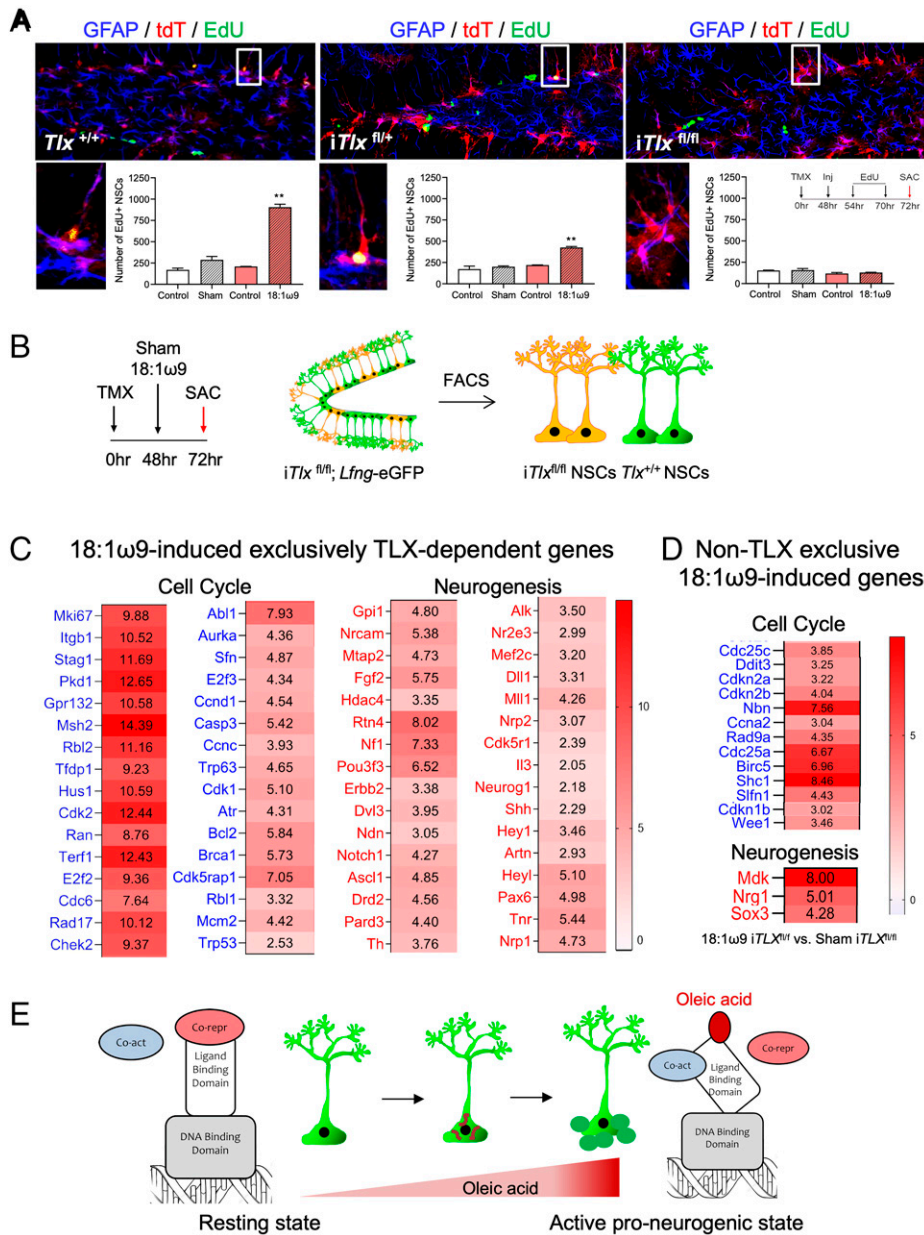 A
GFAP / tdT / EdU
GFAP / tdT / EdU
GFAP / tdT / EdU
Tlx +/+
iTlx fl/+
iTlx fl/fl
Number of EdU+ NSCs
1250
1000
750
500
250
0
**
Control
Sham
Control
18:1ω9
Number of EdU+ NSCs
1250
1000
750
500
250
0
**
Control
Sham
Control
18:1ω9
Number of EdU+ NSCs
1250
1000
750
500
250
0
Control
Sham
Control
18:1ω9
TMX Inj EdU SAC
0hr 48hr 54hr 70hr 72hr
B
Sham
18:1ω9
TMX SAC
0hr 48hr 72hr
iTlx fl/fl; Lfng-eGFP
FACS
iTlx fl/fl NSCs Tlx +/+ NSCs
C
18:1ω9-induced exclusively TLX-dependent genes
Cell Cycle
Mki67 9.88
Itgb1 10.52
Stag1 11.69
Pkd1 12.65
Gpr132 10.58
Msh2 14.39
Rbl2 11.16
Tfdp1 9.23
Hus1 10.59
Cdk2 12.44
Ran 8.76
Terf1 12.43
E2f2 9.36
Cdc6 7.64
Rad17 10.12
Chek2 9.37
Abl1 7.93
Aurka 4.36
Sfn 4.87
E2f3 4.34
Ccnd1 4.54
Casp3 5.42
Ccnc 3.93
Trp63 4.65
Cdk1 5.10
Atr 4.31
Bcl2 5.84
Brca1 5.73
Cdk5rap1 7.05
Rbl1 3.32
Mcm2 4.42
Trp53 2.53
Neurogenesis
Gpi1 4.80
Nrcam 5.38
Mtap2 4.73
Fgf2 5.75
Hdac4 3.35
Rtn4 8.02
Nf1 7.33
Pou3f3 6.52
Erbb2 3.38
Dvl3 3.95
Ndn 3.05
Notch1 4.27
Ascl1 4.85
Drd2 4.56
Pard3 4.40
Th 3.76
Alk 3.50
Nr2e3 2.99
Mef2c 3.20
Dll1 3.31
Mll1 4.26
Nrp2 3.07
Cdk5r1 2.39
Il3 2.05
Neurog1 2.18
Shh 2.29
Hey1 3.46
Artn 2.93
Heyl 5.10
Pax6 4.98
Tnr 5.44
Nrp1 4.73
10
5
0
D
Non-TLX exclusive
18:1ω9-induced genes
Cell Cycle
Cdc25c 3.85
Ddit3 3.25
Cdkn2a 3.22
Cdkn2b 4.04
Nbn 7.56
Ccna2 3.04
Rad9a 4.35
Cdc25a 6.67
Birc5 6.96
Shc1 8.46
Slfn1 4.43
Cdkn1b 3.02
Wee1 3.46
Neurogenesis
Mdk 8.00
Nrg1 5.01
Sox3 4.28
5
0
18:1ω9 iTLX fl/f vs. Sham iTLX fl/fl
E
Co-act
Co-repr
Ligand
Binding
Domain
DNA Binding
Domain
Resting state
Oleic acid
Oleic acid
Co-act
Co-repr
Ligand
Binding
Domain
DNA Binding
Domain
Active pro-neurogenic state